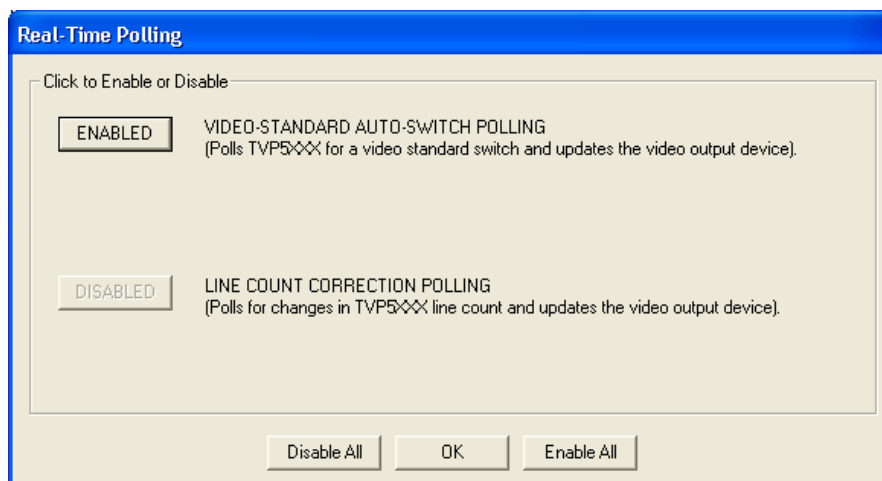 Real-Time Polling
Click to Enable or Disable
ENABLED
VIDEO-STANDARD AUTO-SWITCH POLLING
(Polls TVP5XXX for a video standard switch and updates the video output device).
DISABLED
LINE COUNT CORRECTION POLLING
(Polls for changes in TVP5XXX line count and updates the video output device).
Disable All
OK
Enable All